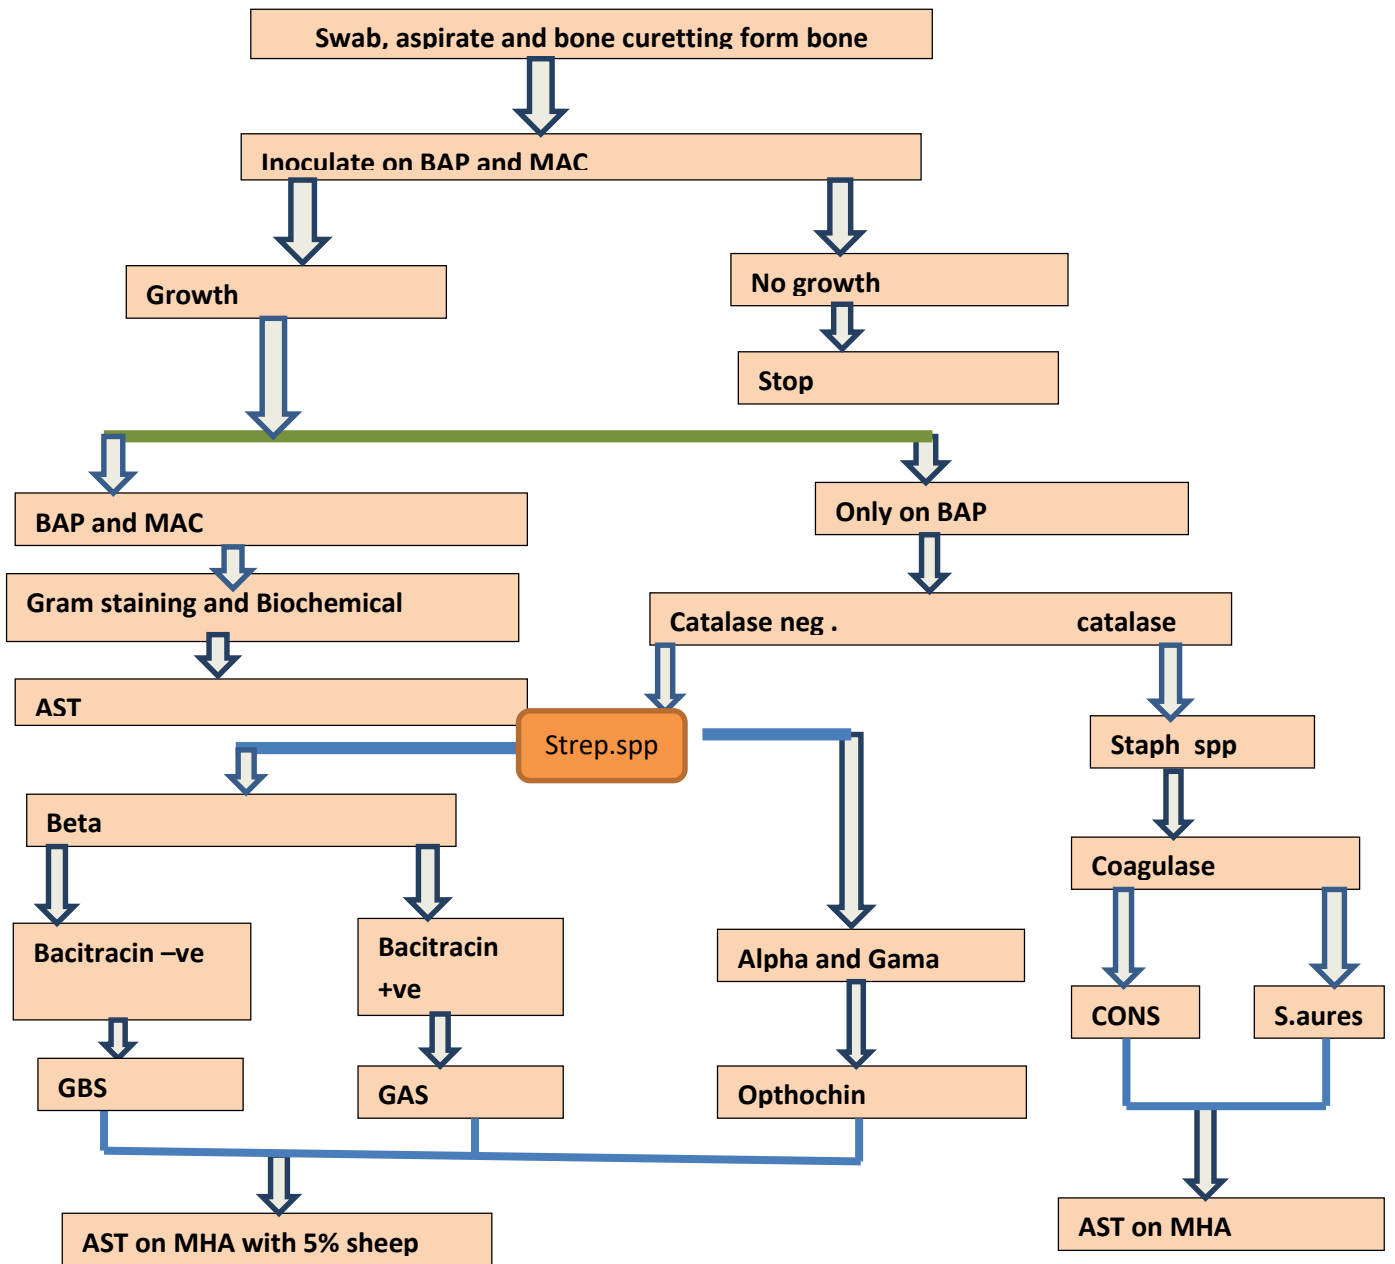 Swab, aspirate and bone curetting form bone
Inoculate on BAP and MAC
Growth
No growth
Stop
BAP and MAC
Only on BAP
Gram staining and Biochemical
Catalase neg . catalase
AST
Strep.spp
Staph spp
Beta
Coagulase
Bacitracin –ve
Bacitracin
+ve
Alpha and Gama
CONS
S.aures
GBS
GAS
Opthochin
AST on MHA with 5% sheep
AST on MHA